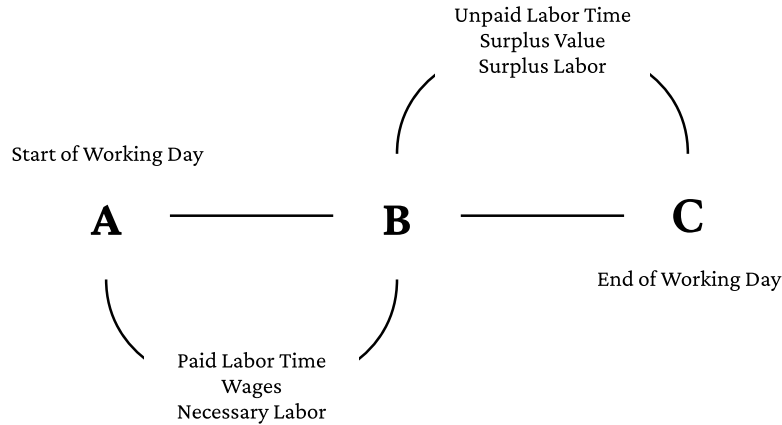 Unpaid Labor Time
Surplus Value
Surplus Labor
Start of Working Day
A
B
C
End of Working Day
Paid Labor Time
Wages
Necessary Labor